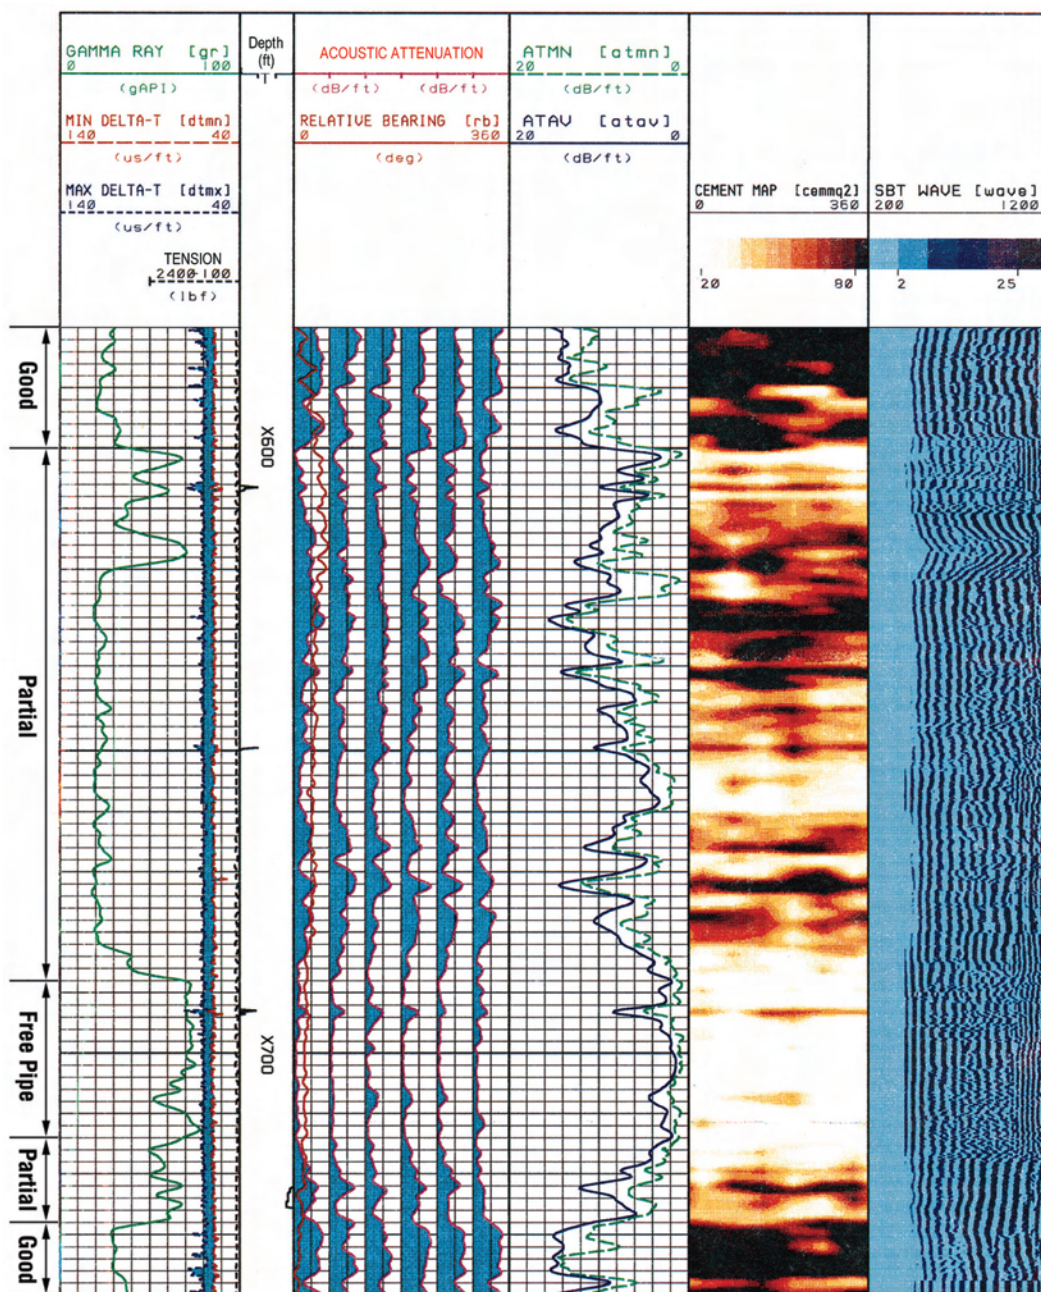 GAMMA RAY [gr]
0 100
(gAPI)
MIN DELTA-T [dtmn]
140 40
(us/ft)
MAX DELTA-T [dtmx]
140 40
(us/ft)
TENSION
2400-100
(lbf)
Depth
(ft)
ACOUSTIC ATTENUATION
(dB/ft) (dB/ft)
RELATIVE BEARING [rb]
0 360
(deg)
ATMN [atmn]
20 0
(dB/ft)
ATAV [atav]
20 0
(dB/ft)
CEMENT MAP [cemmq2]
0 360
20 80
SBT WAVE [wave]
200 1200
2 25
Good
Partial
Free Pipe
Partial
Good
X600
X700